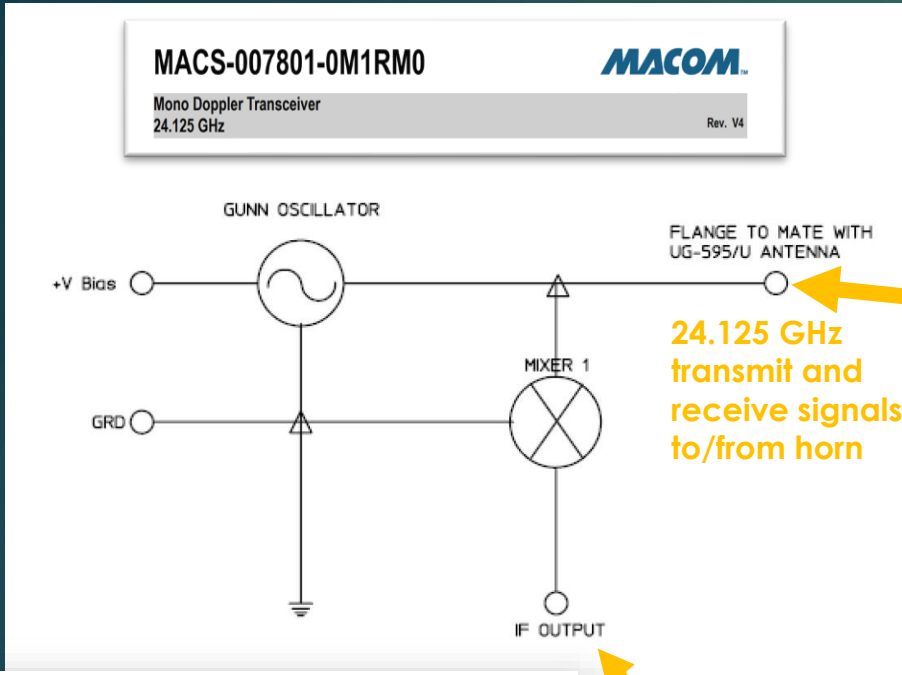 MACS-007801-0M1RM0
MACOM™
Mono Doppler Transceiver
24.125 GHz
Rev. V4
GUNN OSCILLATOR
FLANGE TO MATE WITH
UG-595/U ANTENNA
+V Bias
24.125 GHz
transmit and
receive signals
to/from horn
MIXER 1
GRD
IF OUTPUT